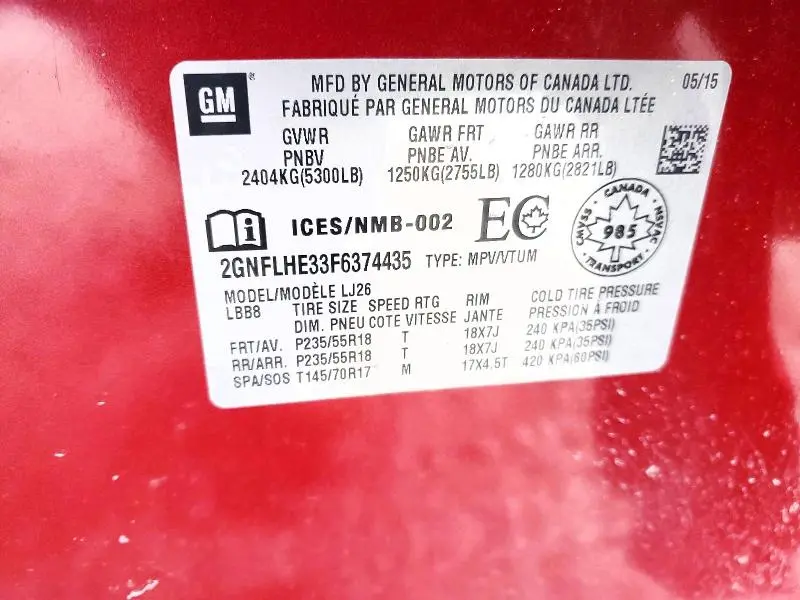 GM
MFD BY GENERAL MOTORS OF CANADA LTD. 05/15
FABRIQUÉ PAR GENERAL MOTORS DU CANADA LTÉE
GVWR GAWR FRT GAWR RR
PNBV PNBE AV. PNBE ARR.
2404KG(5300LB) 1250KG(2755LB) 1280KG(2821LB)
ICES/NMB-002 EC
CANADA
CMVSS 985 NSVAC
TRANSPORT
2GNFLHE33F6374435 TYPE: MPV/VTUM
MODEL/MODÈLE LJ26
LBB8 TIRE SIZE SPEED RTG RIM COLD TIRE PRESSURE
DIM. PNEU COTE VITESSE JANTE PRESSION À FROID
FRT/AV. P235/55R18 T 18X7J 240 KPA(35PSI)
RR/ARR. P235/55R18 T 18X7J 240 KPA(35PSI)
SPA/SOS T145/70R17 M 17X4.5T 420 KPA(60PSI)